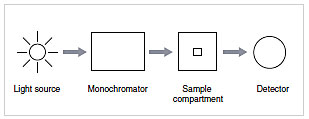 Light source
Monochromator
Sample
compartment
Detector